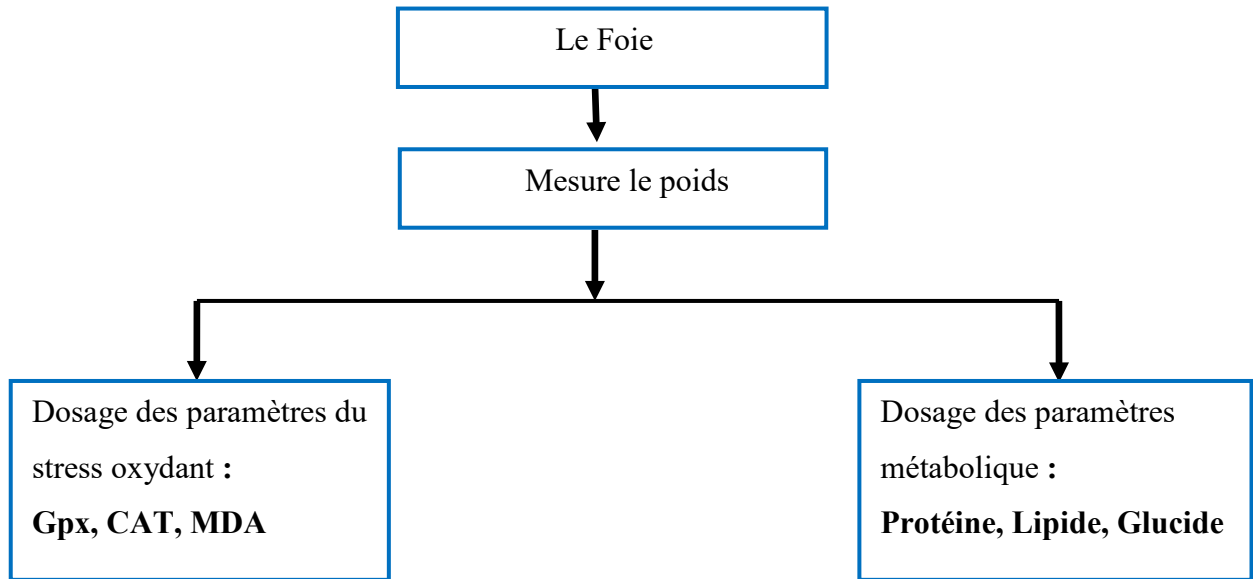 Le Foie
Mesure le poids
Dosage des paramètres du
stress oxydant :
Gpx, CAT, MDA
Dosage des paramètres
métabolique :
Protéine, Lipide, Glucide